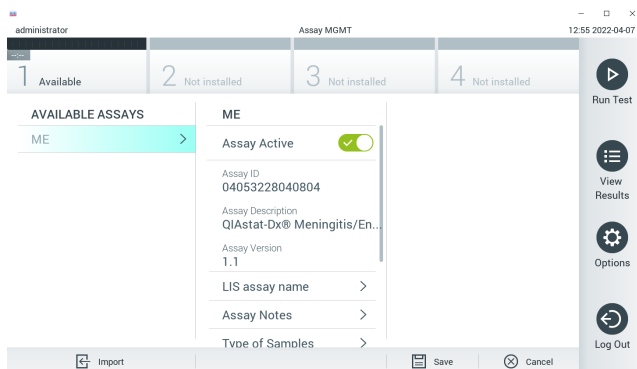 administrator
Assay MGMT
12:55 2022-04-07
--:--
1 Available
2 Not installed
3 Not installed
4 Not installed
Run Test
AVAILABLE ASSAYS
ME
ME
Assay Active
Assay ID
04053228040804
Assay Description
QIAstat-Dx® Meningitis/En...
Assay Version
1.1
LIS assay name
Assay Notes
Type of Samples
View
Results
Options
Log Out
Import
Save
Cancel